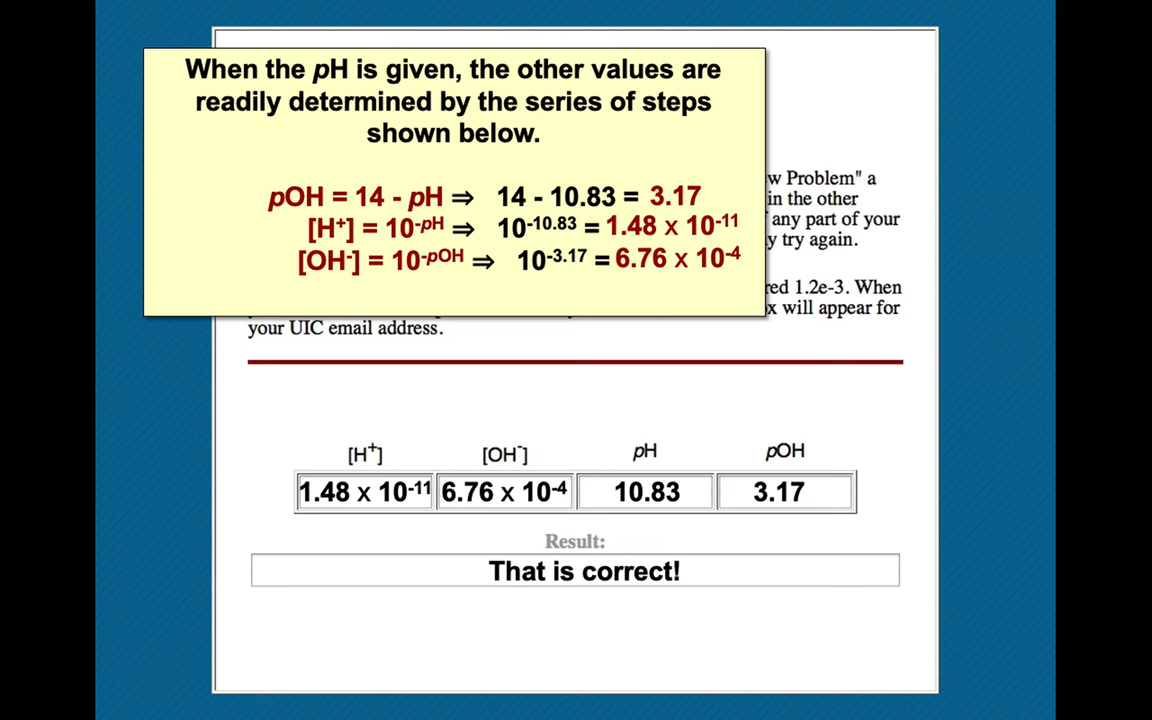 When the pH is given, the other values are
readily determined by the series of steps
shown below.
pOH = 14 - pH ⇒ 14 - 10.83 = 3.17
[H⁺] = 10⁻ᵖᴴ ⇒ 10⁻¹⁰·⁸³ = 1.48 x 10⁻¹¹
[OH⁻] = 10⁻ᵖᴼᴴ ⇒ 10⁻³·¹⁷ = 6.76 x 10⁻⁴
w Problem" a
in the other
any part of your
y try again.
red 1.2e-3. When
x will appear for
your UIC email address.
[H⁺] [OH⁻] pH pOH
1.48 x 10⁻¹¹ 6.76 x 10⁻⁴ 10.83 3.17
Result:
That is correct!